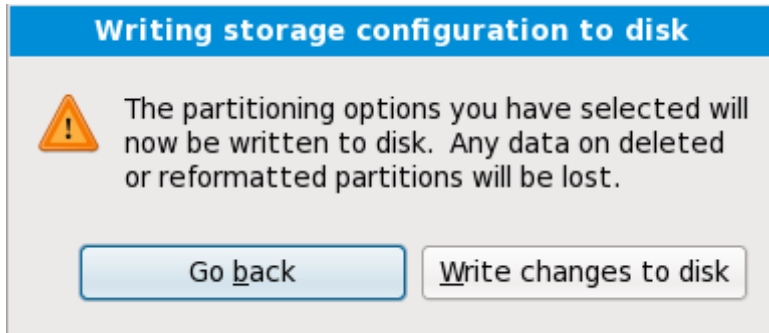 Writing storage configuration to disk
The partitioning options you have selected will
now be written to disk. Any data on deleted
or reformatted partitions will be lost.
Go back
Write changes to disk